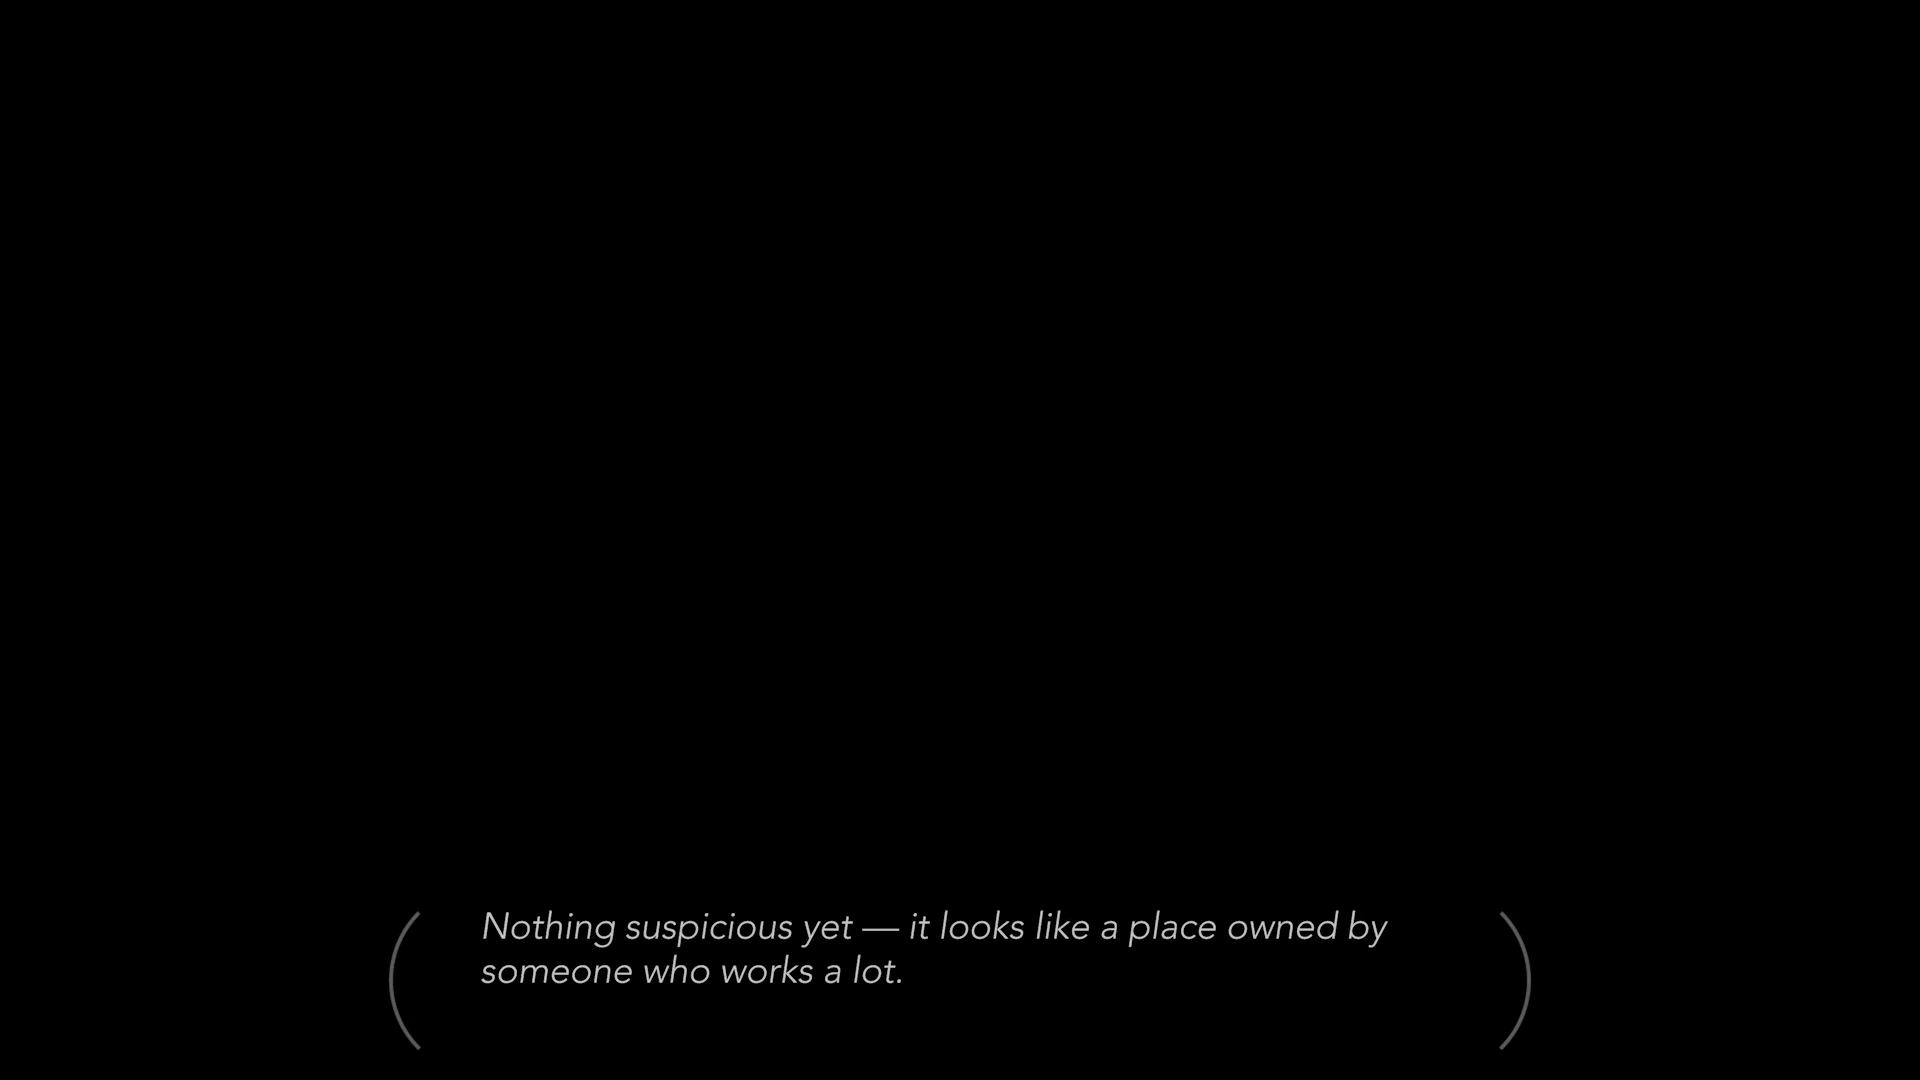 Nothing suspicious yet — it looks like a place owned by
someone who works a lot.